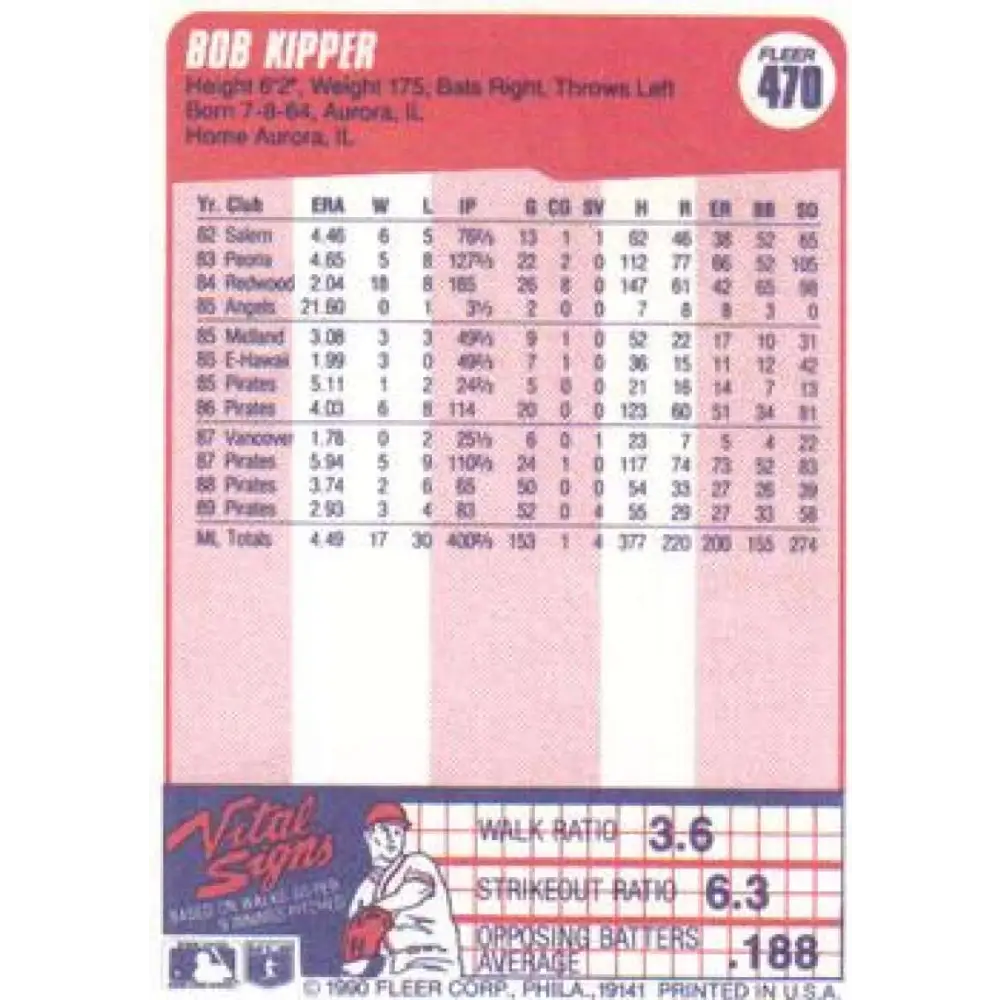 BOB KIPPER
FLEER
470
Height 6'2", Weight 175, Bats Right, Throws Left
Born 7-8-64, Aurora, IL
Home Aurora, IL
Yr. Club ERA W L IP G CG SV H R ER BB SO
82 Salem 4.46 6 5 76⅔ 13 1 1 62 46 38 52 65
83 Peoria 4.65 5 8 127⅔ 22 2 0 112 77 66 52 105
84 Redwood 2.04 18 8 185 26 8 0 147 61 42 65 98
85 Angels 21.60 0 1 3⅓ 2 0 0 7 8 8 3 0
85 Midland 3.08 3 3 49⅔ 9 1 0 52 22 17 10 31
85 E-Hawaii 1.99 3 0 49⅔ 7 1 0 36 15 11 12 42
85 Pirates 5.11 1 2 24⅔ 5 0 0 21 16 14 7 13
86 Pirates 4.03 6 8 114 20 0 0 123 60 51 34 81
87 Vancouver 1.78 0 2 25⅓ 6 0 1 23 7 5 4 22
87 Pirates 5.94 5 9 110⅔ 24 1 0 117 74 73 52 83
88 Pirates 3.74 2 6 65 50 0 0 54 33 27 26 39
89 Pirates 2.93 3 4 83 52 0 4 55 29 27 33 58
ML Totals 4.49 17 30 400⅔ 153 1 4 377 220 200 155 274
Vital
Signs
BASED ON WALKS
INNINGS PITCHED
WALK RATIO 3.6
STRIKEOUT RATIO 6.3
OPPOSING BATTERS
AVERAGE .188
© 1990 FLEER CORP., PHILA., 19141 PRINTED IN U.S.A.